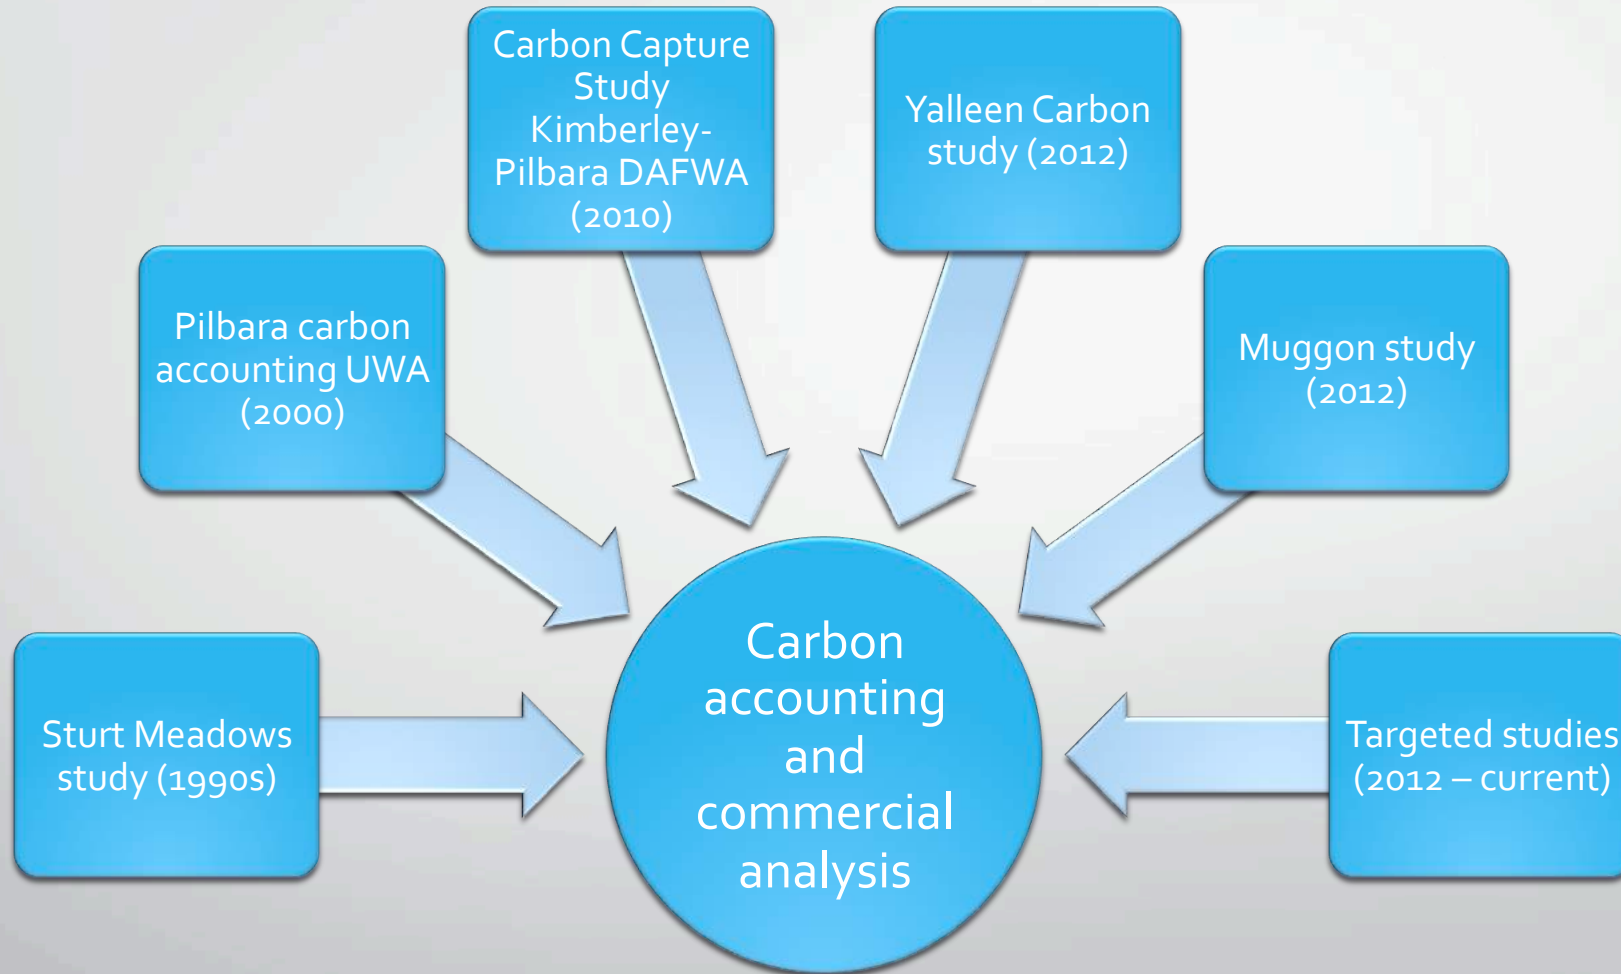 Carbon Capture
Study
Kimberley-
Pilbara DAFWA
(2010)
Yalleen Carbon
study (2012)
Pilbara carbon
accounting UWA
(2000)
Muggon study
(2012)
Sturt Meadows
study (1990s)
Targeted studies
(2012 – current)
Carbon
accounting
and
commercial
analysis